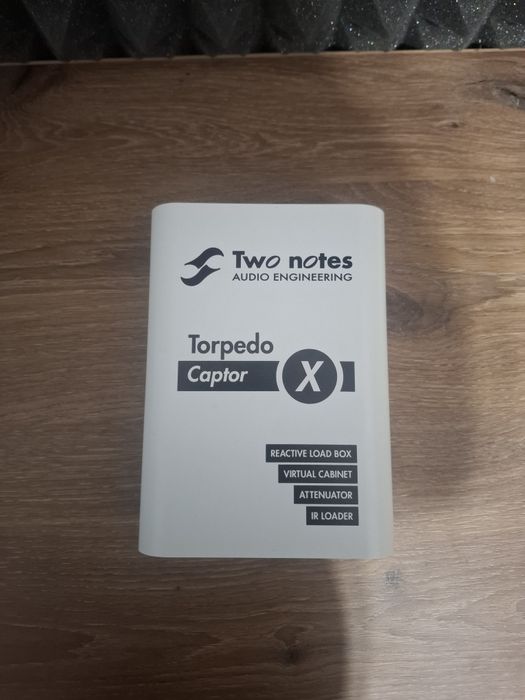 Two notes
AUDIO ENGINEERING
Torpedo
Captor X
REACTIVE LOAD BOX
VIRTUAL CABINET
ATTENUATOR
IR LOADER